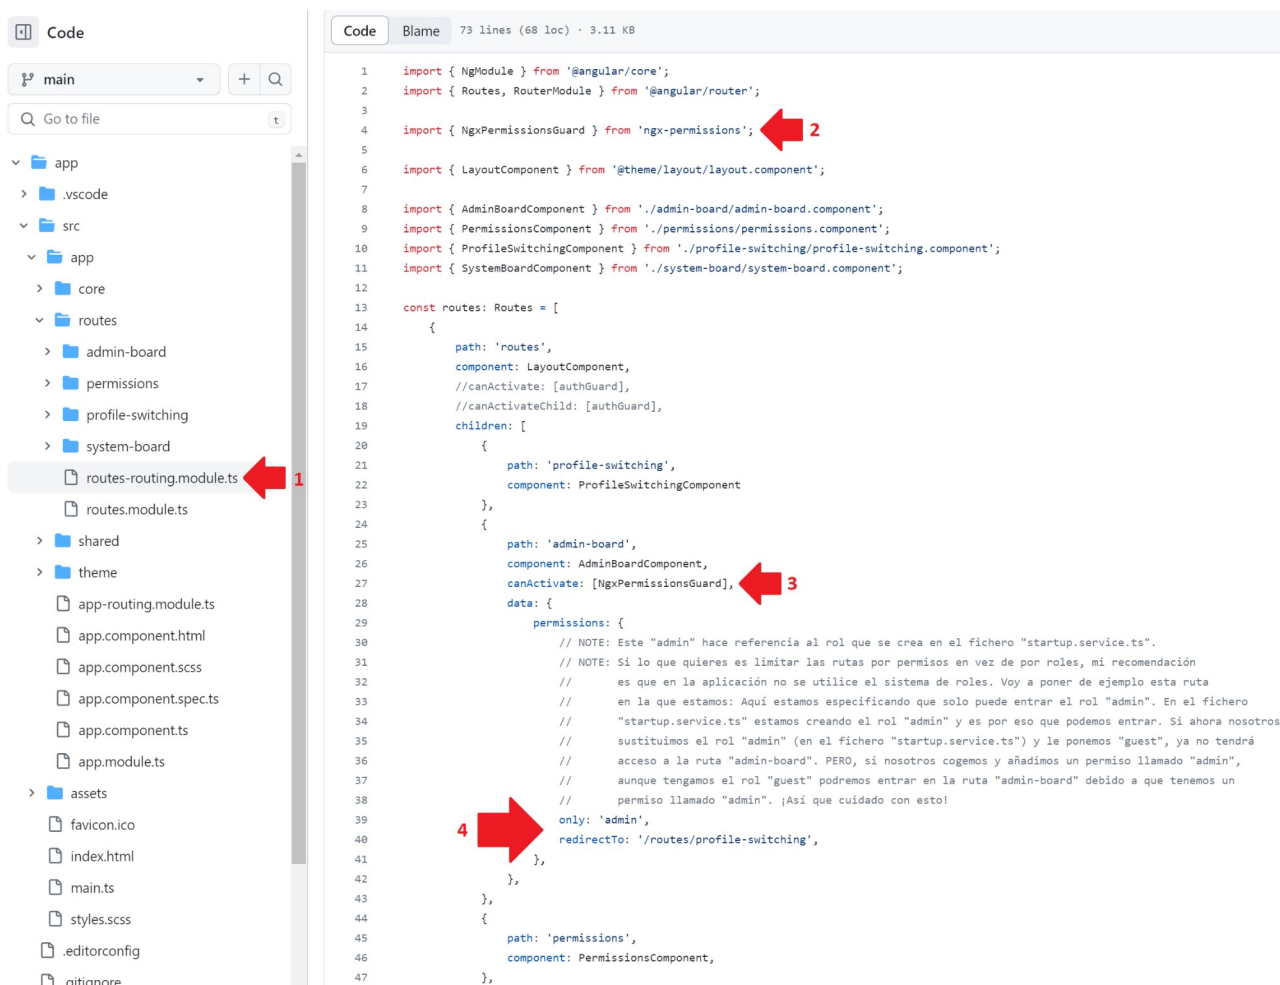 Code
main
Go to file
t
app
.vscode
src
app
core
routes
admin-board
permissions
profile-switching
system-board
routes-routing.module.ts
1
routes.module.ts
shared
theme
app-routing.module.ts
app.component.html
app.component.scss
app.component.spec.ts
app.component.ts
app.module.ts
assets
favicon.ico
index.html
main.ts
styles.scss
.editorconfig
.gitignore
Code Blame 73 lines (68 loc) · 3.11 KB
1 import { NgModule } from '@angular/core';
2 import { Routes, RouterModule } from '@angular/router';
3
4 import { NgxPermissionsGuard } from 'ngx-permissions'; 2
5
6 import { LayoutComponent } from '@theme/layout/layout.component';
7
8 import { AdminBoardComponent } from './admin-board/admin-board.component';
9 import { PermissionsComponent } from './permissions/permissions.component';
10 import { ProfileSwitchingComponent } from './profile-switching/profile-switching.component';
11 import { SystemBoardComponent } from './system-board/system-board.component';
12
13 const routes: Routes = [
14 {
15 path: 'routes',
16 component: LayoutComponent,
17 //canActivate: [authGuard],
18 //canActivateChild: [authGuard],
19 children: [
20 {
21 path: 'profile-switching',
22 component: ProfileSwitchingComponent
23 },
24 {
25 path: 'admin-board',
26 component: AdminBoardComponent,
27 canActivate: [NgxPermissionsGuard], 3
28 data: {
29 permissions: {
30 // NOTE: Este "admin" hace referencia al rol que se crea en el fichero "startup.service.ts".
31 // NOTE: Si lo que quieres es limitar las rutas por permisos en vez de por roles, mi recomendación
32 // es que en la aplicación no se utilice el sistema de roles. Voy a poner de ejemplo esta ruta
33 // en la que estamos: Aquí estamos especificando que solo puede entrar el rol "admin". En el fichero
34 // "startup.service.ts" estamos creando el rol "admin" y es por eso que podemos entrar. Si ahora nosotros
35 // sustituimos el rol "admin" (en el fichero "startup.service.ts") y le ponemos "guest", ya no tendrá
36 // acceso a la ruta "admin-board". PERO, si nosotros cogemos y añadimos un permiso llamado "admin",
37 // aunque tengamos el rol "guest" podremos entrar en la ruta "admin-board" debido a que tenemos un
38 // permiso llamado "admin". ¡Así que cuidado con esto!
39 only: 'admin',
4
40 redirectTo: '/routes/profile-switching',
41 },
42 },
43 },
44 {
45 path: 'permissions',
46 component: PermissionsComponent,
47 },